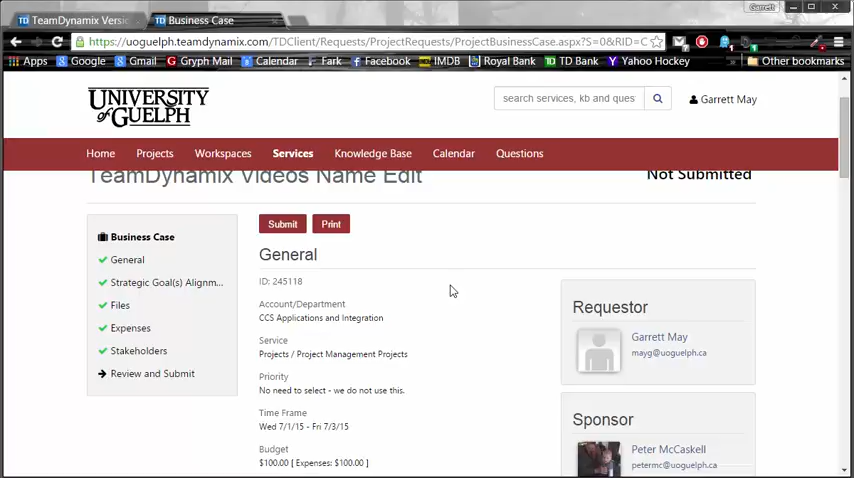 Garrett
TD TeamDynamix Versi
TD Business Case
https://uoguelph.teamdynamix.com/TDClient/Requests/ProjectRequests/ProjectBusinessCase.aspx?S=0&RID=C
Apps Google Gmail Gryph Mail Calendar Fark Facebook IMDB Royal Bank TD Bank Yahoo Hockey » Other bookmarks
UNIVERSITY
of GUELPH
search services, kb and ques
Garrett May
Home Projects Workspaces Services Knowledge Base Calendar Questions
TeamDynamix Videos Name Edit
Not Submitted
Business Case
General
Strategic Goal(s) Alignm...
Files
Expenses
Stakeholders
Review and Submit
Submit Print
General
ID: 245118
Account/Department
CCS Applications and Integration
Service
Projects / Project Management Projects
Priority
No need to select - we do not use this.
Time Frame
Wed 7/1/15 - Fri 7/3/15
Budget
$100.00 [ Expenses: $100.00 ]
Requestor
Garrett May
mayg@uoguelph.ca
Sponsor
Peter McCaskell
petermc@uoguelph.ca